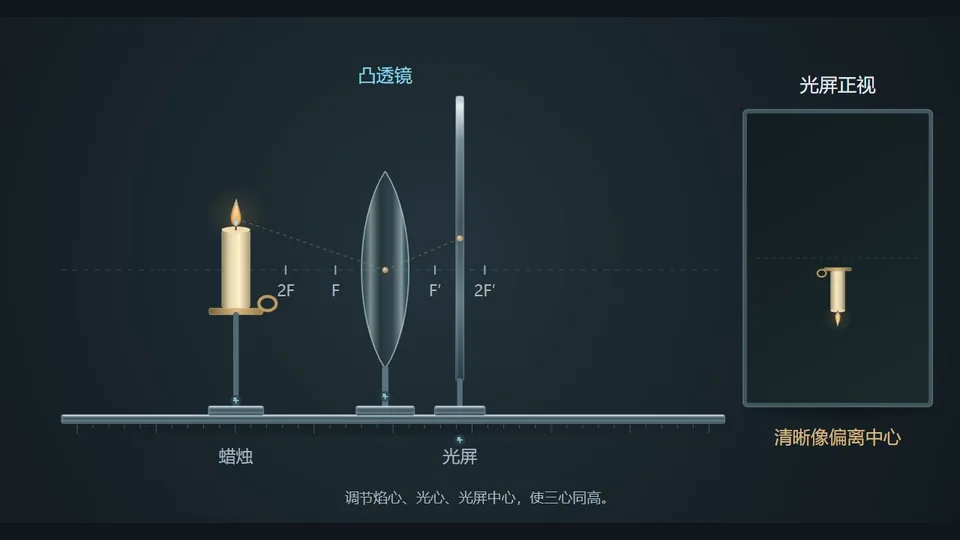 凸透镜
光屏正视
2F
F
F′
2F′
清晰像偏离中心
蜡烛
光屏
调节焰心、光心、光屏中心，使三心同高。